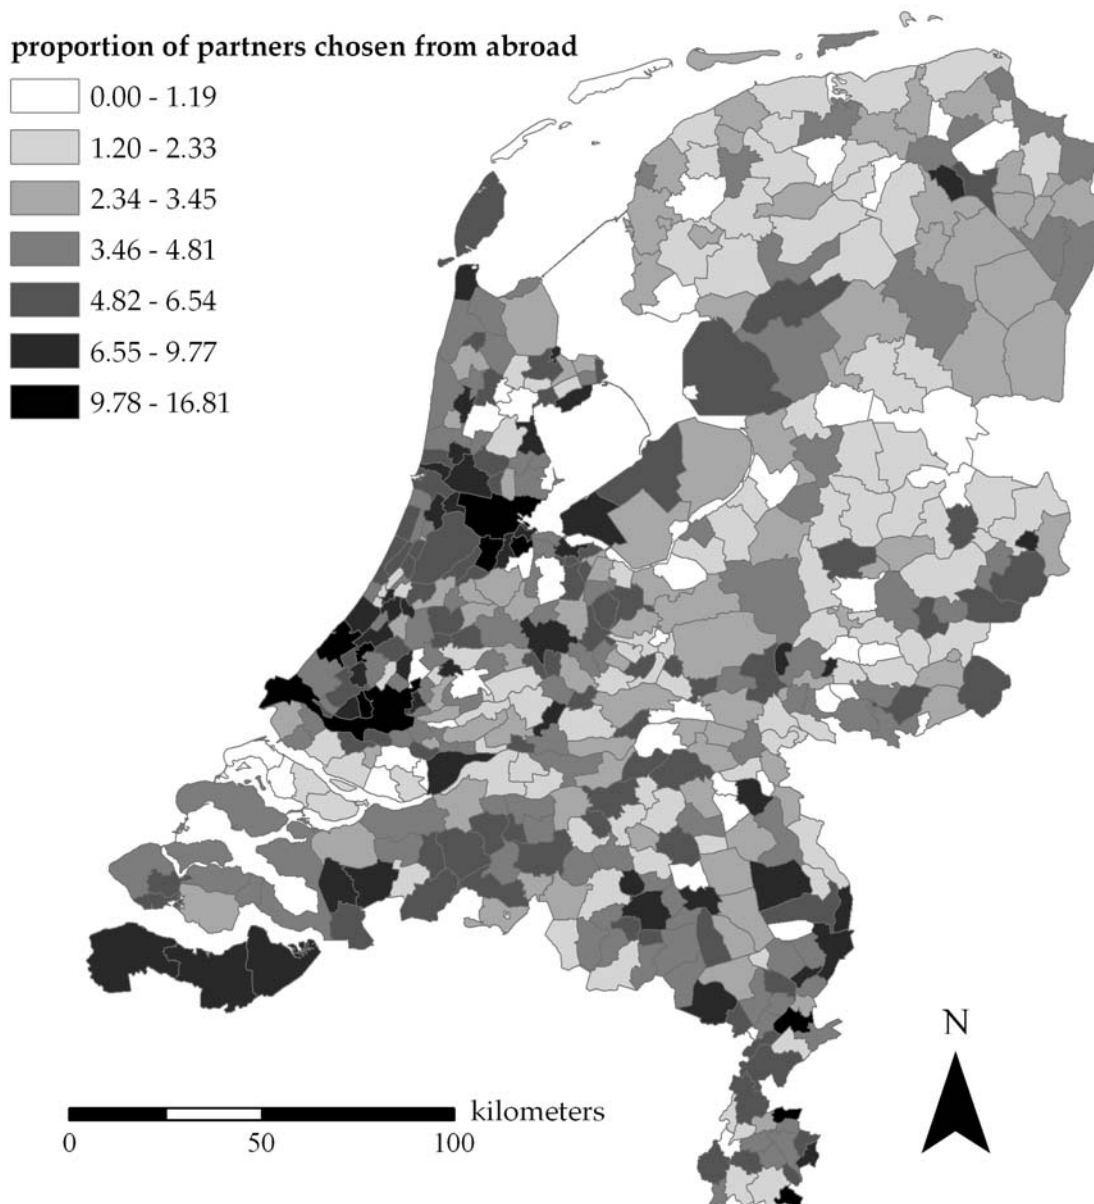 proportion of partners chosen from abroad
0.00 - 1.19
1.20 - 2.33
2.34 - 3.45
3.46 - 4.81
4.82 - 6.54
6.55 - 9.77
9.78 - 16.81
N
kilometers
0 50 100